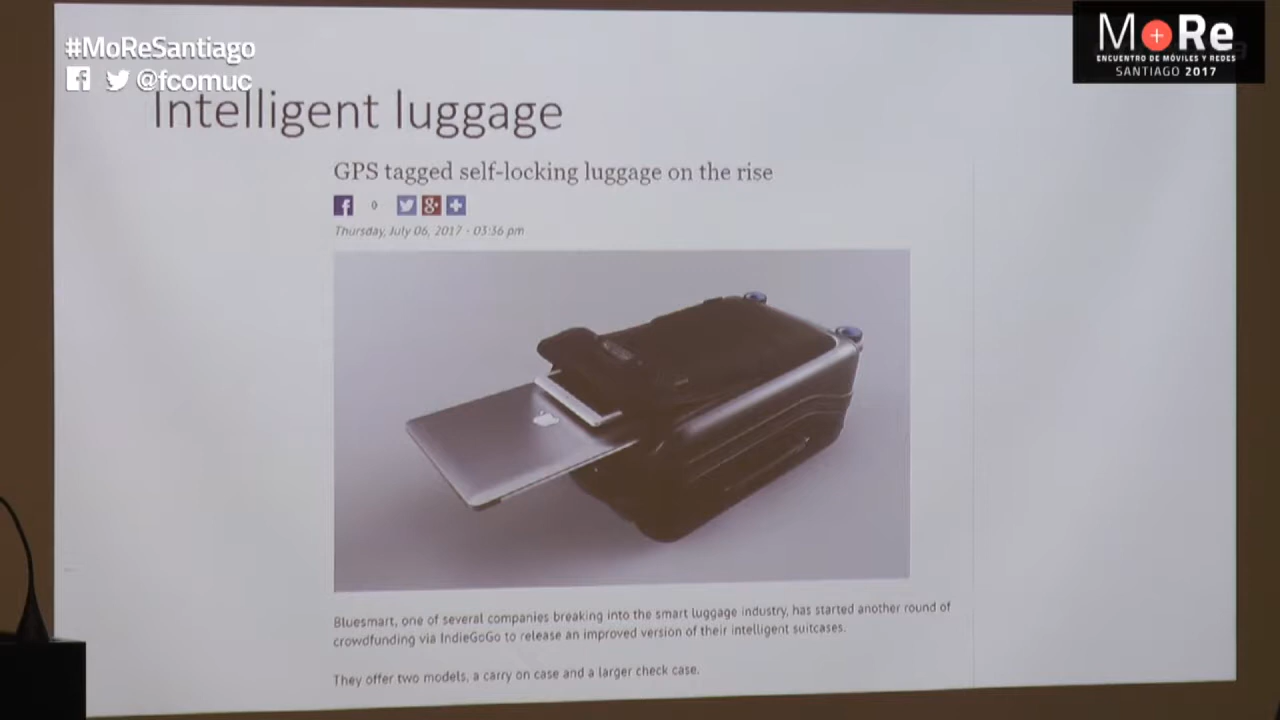 #MoReSantiago
@fcomuc
MoRe
ENCUENTRO DE MÓVILES Y REDES
SANTIAGO 2017
Intelligent luggage
GPS tagged self-locking luggage on the rise
0
Thursday, July 06, 2017 - 03:36 pm
Bluesmart, one of several companies breaking into the smart luggage industry, has started another round of
crowdfunding via IndieGoGo to release an improved version of their intelligent suitcases.
They offer two models, a carry on case and a larger check case.